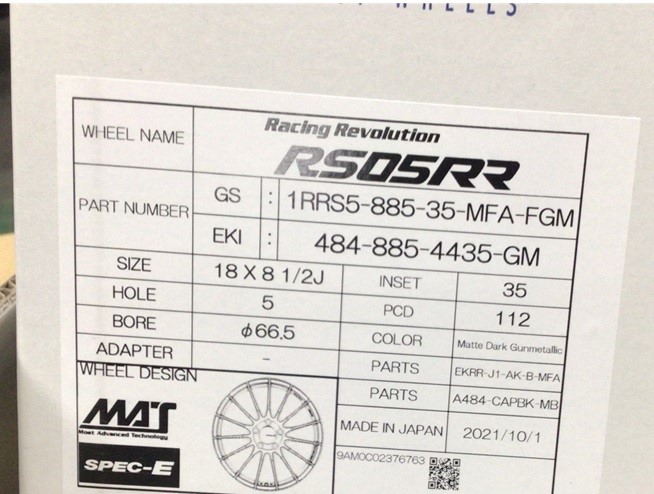 WHEELS
WHEEL NAME
Racing Revolution
RS05RR
PART NUMBER
GS : 1RRS5-885-35-MFA-FGM
EKI : 484-885-4435-GM
SIZE 18 X 8 1/2J INSET 35
HOLE 5 PCD 112
BORE φ66.5 COLOR Matte Dark Gunmetallic
ADAPTER - PARTS EKRR-J1-AK-B-MFA
WHEEL DESIGN PARTS A484-CAPBK-MB
MAT
Most Advanced Technology
MADE IN JAPAN 2021/10/1
SPEC-E
9AM0C02376763